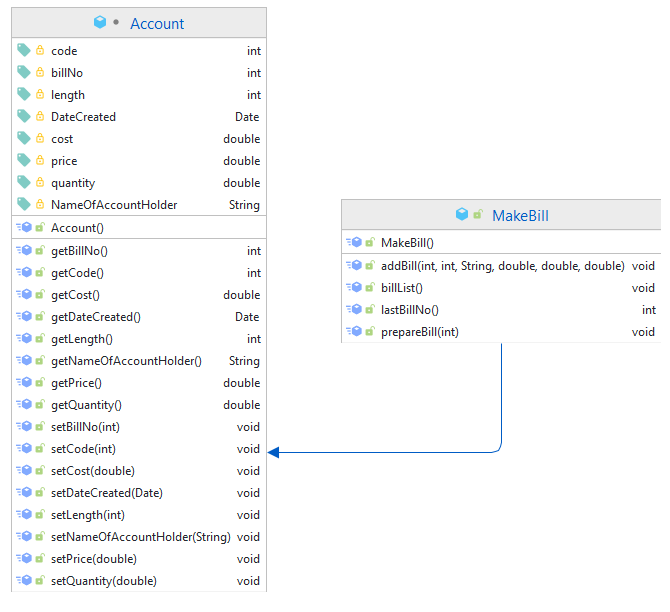 Account
code int
billNo int
length int
DateCreated Date
cost double
price double
quantity double
NameOfAccountHolder String
Account()
getBillNo() int
getCode() int
getCost() double
getDateCreated() Date
getLength() int
getNameOfAccountHolder() String
getPrice() double
getQuantity() double
setBillNo(int) void
setCode(int) void
setCost(double) void
setDateCreated(Date) void
setLength(int) void
setNameOfAccountHolder(String) void
setPrice(double) void
setQuantity(double) void
MakeBill
MakeBill()
addBill(int, int, String, double, double, double) void
billList() void
lastBillNo() int
prepareBill(int) void